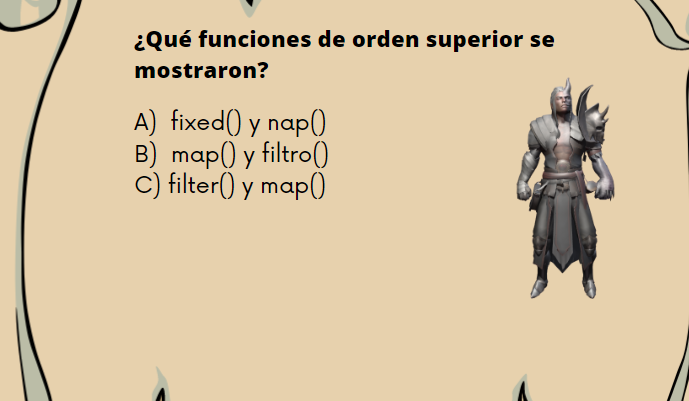 ¿Qué funciones de orden superior se
mostraron?
A) fixed() y nap()
B) map() y filtro()
C) filter() y map()